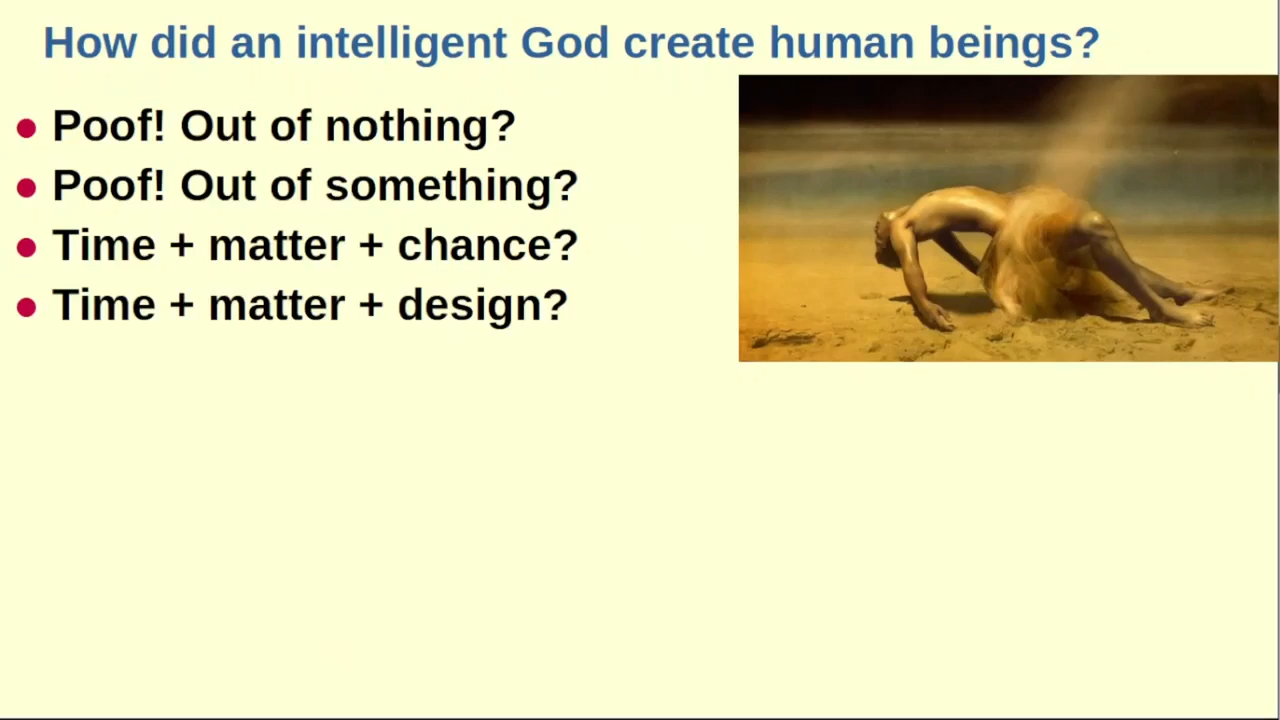 How did an intelligent God create human beings?
● Poof! Out of nothing?
● Poof! Out of something?
● Time + matter + chance?
● Time + matter + design?